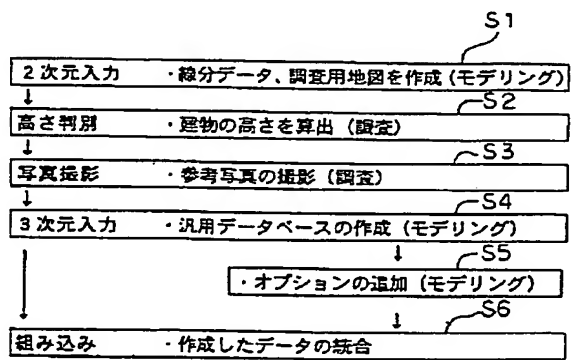 S1
2次元入力 ・線分データ、調査用地図を作成(モデリング)
↓ S2
高さ判別 ・建物の高さを算出(調査)
↓ S3
写真撮影 ・参考写真の撮影(調査)
↓ S4
3次元入力 ・汎用データベースの作成(モデリング)
↓ S5
・オプションの追加(モデリング)
↓ S6
組み込み ・作成したデータの統合